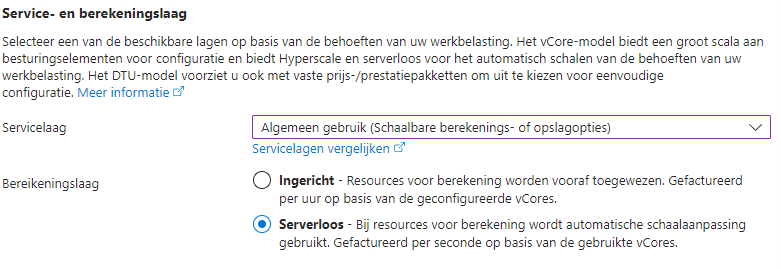 Service- en berekeningslaag
Selecteer een van de beschikbare lagen op basis van de behoeften van uw werkbelasting. Het vCore-model biedt een groot scala aan
besturingselementen voor configuratie en biedt Hyperscale en serverloos voor het automatisch schalen van de behoeften van uw
werkbelasting. Het DTU-model voorziet u ook met vaste prijs-/prestatiepakketten om uit te kiezen voor eenvoudige
configuratie. Meer informatie
Servicelaag
Algemeen gebruik (Schaalbare berekenings- of opslagopties)
Servicelagen vergelijken
Bereikeningslaag
Ingericht - Resources voor berekening worden vooraf toegewezen. Gefactureerd
per uur op basis van de geconfigureerde vCores.
Serverloos - Bij resources voor berekening wordt automatische schaalaanpassing
gebruikt. Gefactureerd per seconde op basis van de gebruikte vCores.